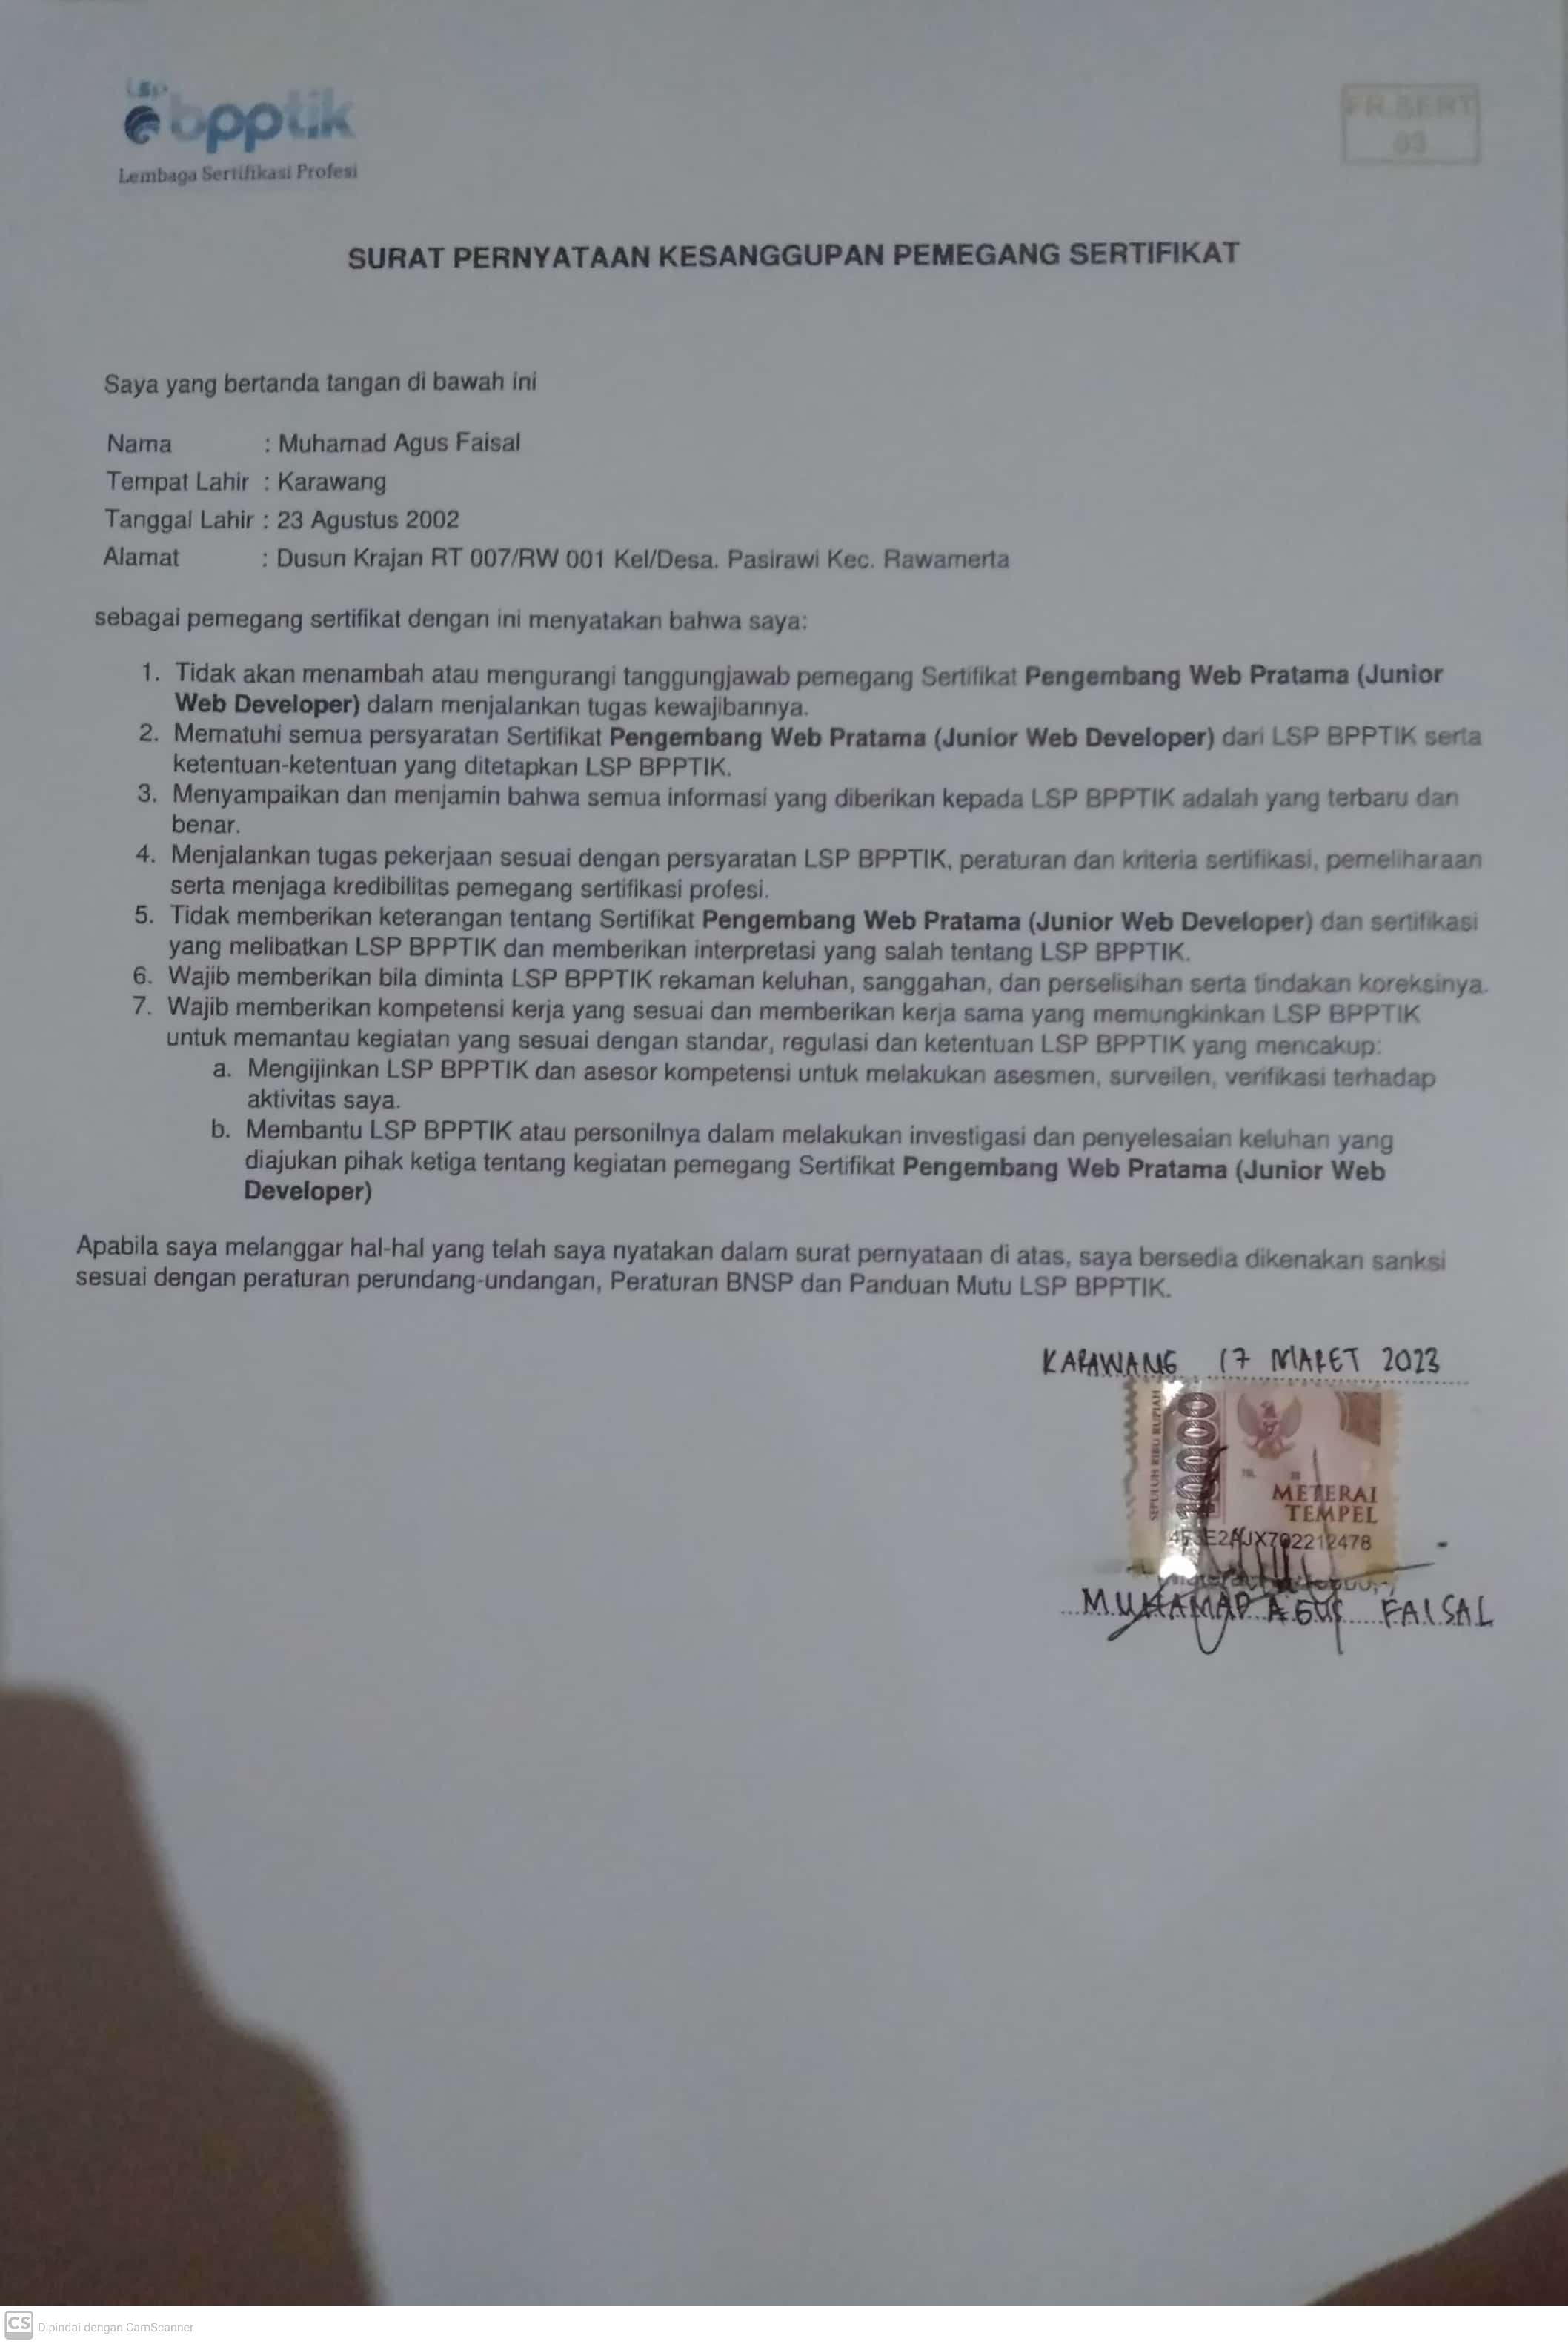 LSP
bpptik
Lembaga Sertifikasi Profesi
FR.SERT
03
SURAT PERNYATAAN KESANGGUPAN PEMEGANG SERTIFIKAT
Saya yang bertanda tangan di bawah ini
Nama : Muhamad Agus Faisal
Tempat Lahir : Karawang
Tanggal Lahir : 23 Agustus 2002
Alamat : Dusun Krajan RT 007/RW 001 Kel/Desa. Pasirawi Kec. Rawamerta
sebagai pemegang sertifikat dengan ini menyatakan bahwa saya:
1. Tidak akan menambah atau mengurangi tanggungjawab pemegang Sertifikat Pengembang Web Pratama (Junior
Web Developer) dalam menjalankan tugas kewajibannya.
2. Mematuhi semua persyaratan Sertifikat Pengembang Web Pratama (Junior Web Developer) dari LSP BPPTIK serta
ketentuan-ketentuan yang ditetapkan LSP BPPTIK.
3. Menyampaikan dan menjamin bahwa semua informasi yang diberikan kepada LSP BPPTIK adalah yang terbaru dan
benar.
4. Menjalankan tugas pekerjaan sesuai dengan persyaratan LSP BPPTIK, peraturan dan kriteria sertifikasi, pemeliharaan
serta menjaga kredibilitas pemegang sertifikasi profesi.
5. Tidak memberikan keterangan tentang Sertifikat Pengembang Web Pratama (Junior Web Developer) dan sertifikasi
yang melibatkan LSP BPPTIK dan memberikan interpretasi yang salah tentang LSP BPPTIK.
6. Wajib memberikan bila diminta LSP BPPTIK rekaman keluhan, sanggahan, dan perselisihan serta tindakan koreksinya.
7. Wajib memberikan kompetensi kerja yang sesuai dan memberikan kerja sama yang memungkinkan LSP BPPTIK
untuk memantau kegiatan yang sesuai dengan standar, regulasi dan ketentuan LSP BPPTIK yang mencakup:
a. Mengijinkan LSP BPPTIK dan asesor kompetensi untuk melakukan asesmen, surveilen, verifikasi terhadap
aktivitas saya.
b. Membantu LSP BPPTIK atau personilnya dalam melakukan investigasi dan penyelesaian keluhan yang
diajukan pihak ketiga tentang kegiatan pemegang Sertifikat Pengembang Web Pratama (Junior Web
Developer)
Apabila saya melanggar hal-hal yang telah saya nyatakan dalam surat pernyataan di atas, saya bersedia dikenakan sanksi
sesuai dengan peraturan perundang-undangan, Peraturan BNSP dan Panduan Mutu LSP BPPTIK.
KARAWANG 17 MARET 2023
SEPULUH RIBU RUPIAH
10000
METERAI
TEMPEL
MUHAMAD AGUS FAISAL
CS Dipindai dengan CamScanner